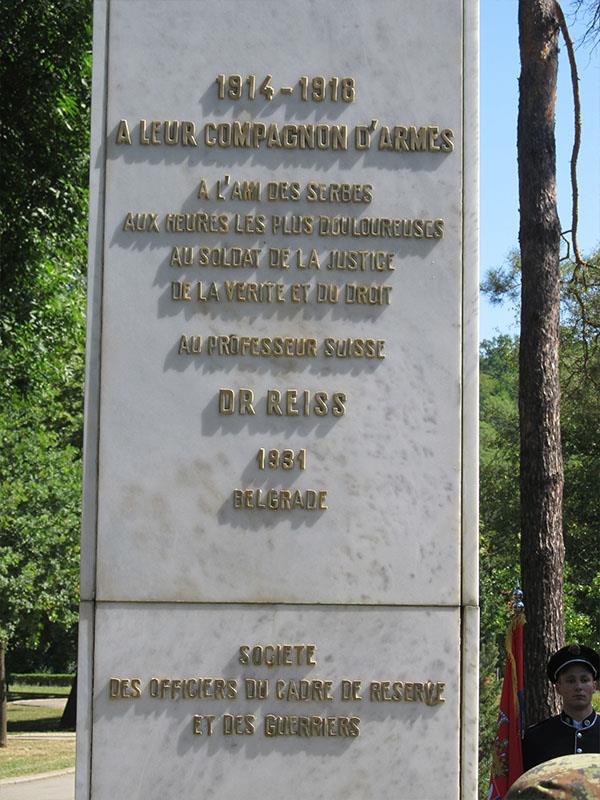 1914-1918
A LEUR COMPAGNON D'ARMES
A L'AMI DES SERBES
AUX HEURES LES PLUS DOULOUREUSES
AU SOLDAT DE LA JUSTICE
DE LA VERITE ET DU DROIT
AU PROFESSEUR SUISSE
DR REISS
1931
BELGRADE
SOCIETE
DES OFFICIERS DU CADRE DE RESERVE
ET DES GUERRIERS